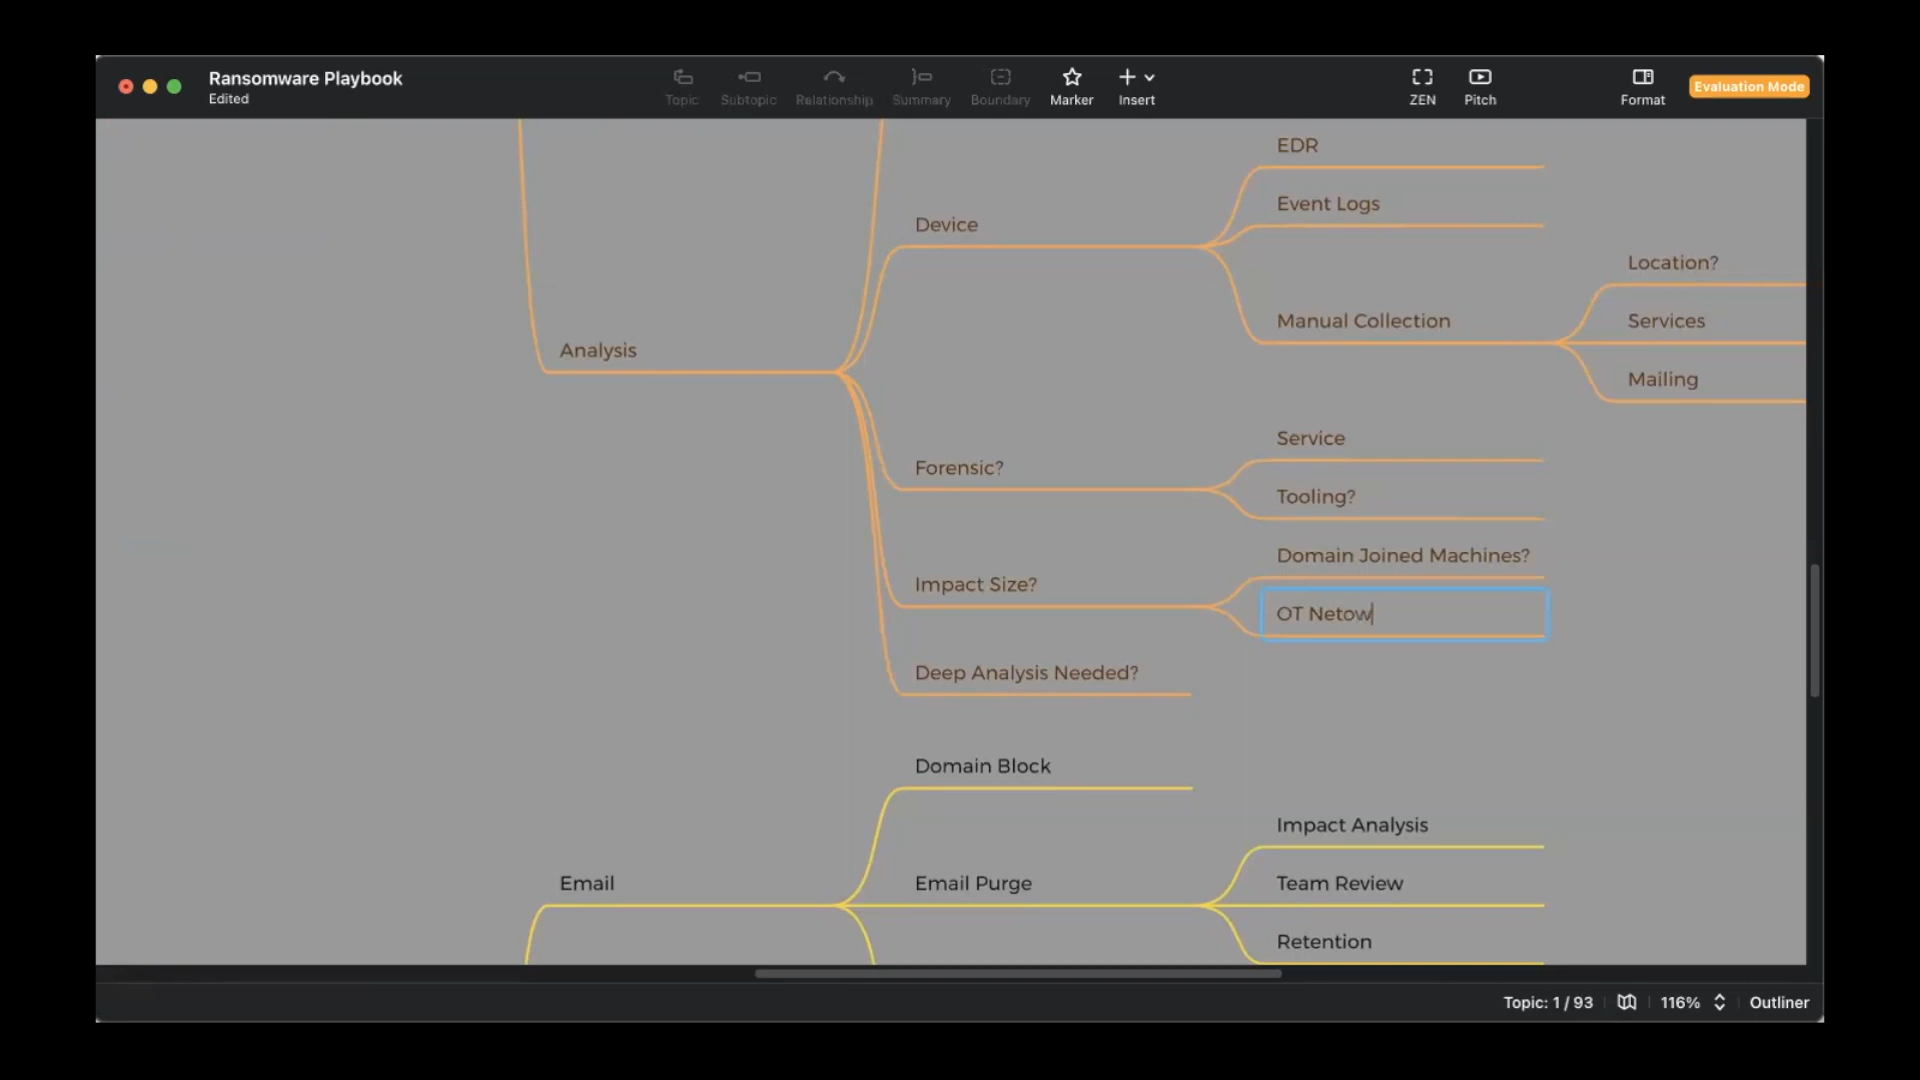 Ransomware Playbook
Edited
Topic
Subtopic
Relationship
Summary
Boundary
Marker
Insert
ZEN
Pitch
Format
Evaluation Mode
EDR
Event Logs
Device
Location?
Manual Collection
Services
Analysis
Mailing
Service
Forensic?
Tooling?
Domain Joined Machines?
Impact Size?
OT Netow
Deep Analysis Needed?
Domain Block
Impact Analysis
Email
Email Purge
Team Review
Retention
Topic: 1 / 93
116%
Outliner